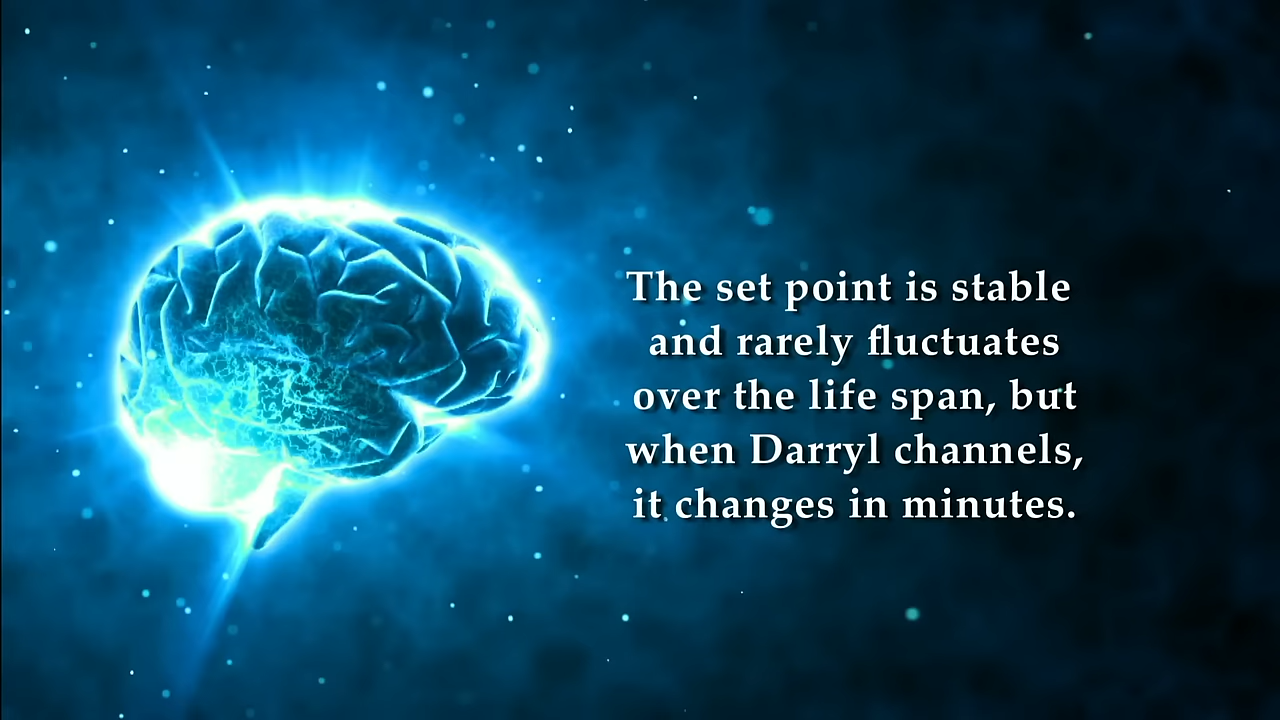 The set point is stable
and rarely fluctuates
over the life span, but
when Darryl channels,
it changes in minutes.